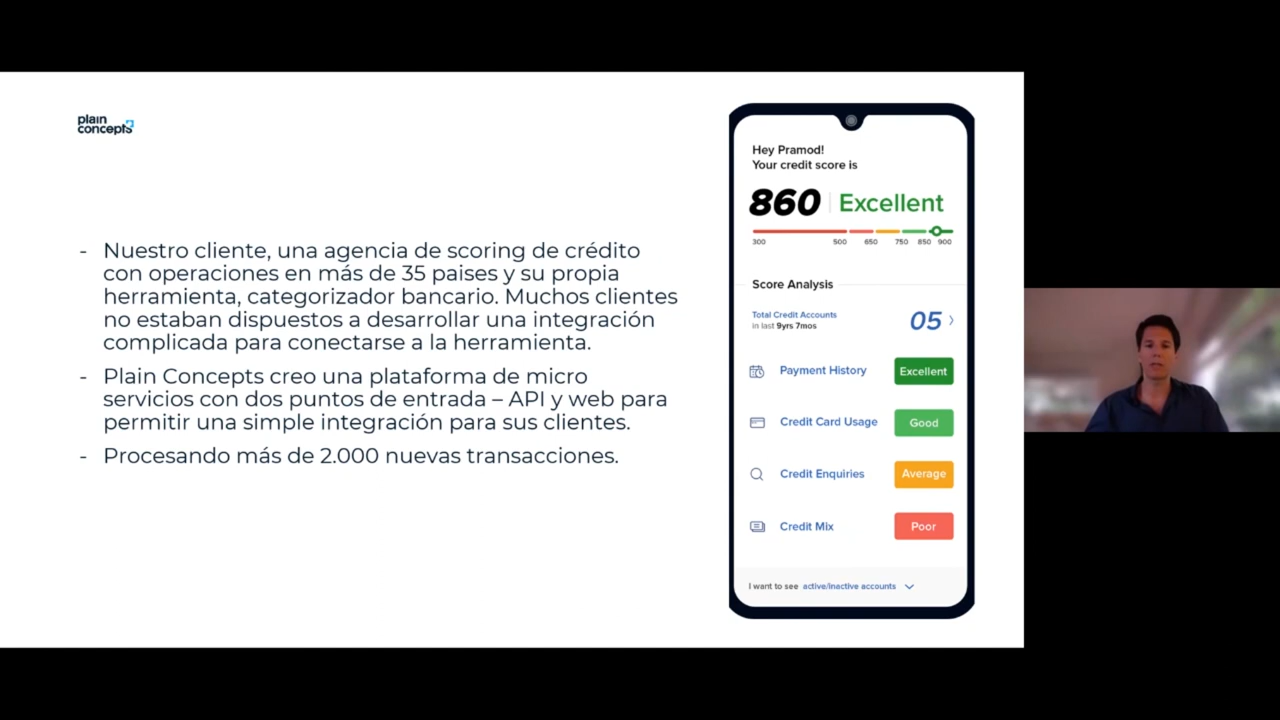 plain
concepts
- Nuestro cliente, una agencia de scoring de crédito
con operaciones en más de 35 paises y su propia
herramienta, categorizador bancario. Muchos clientes
no estaban dispuestos a desarrollar una integración
complicada para conectarse a la herramienta.
- Plain Concepts creo una plataforma de micro
servicios con dos puntos de entrada – API y web para
permitir una simple integración para sus clientes.
- Procesando más de 2.000 nuevas transacciones.
Hey Pramod!
Your credit score is
860 Excellent
300 500 650 750 850 900
Score Analysis
Total Credit Accounts
in last 9yrs 7mos
05
Payment History Excellent
Credit Card Usage Good
Credit Enquiries Average
Credit Mix Poor
I want to see active/inactive accounts